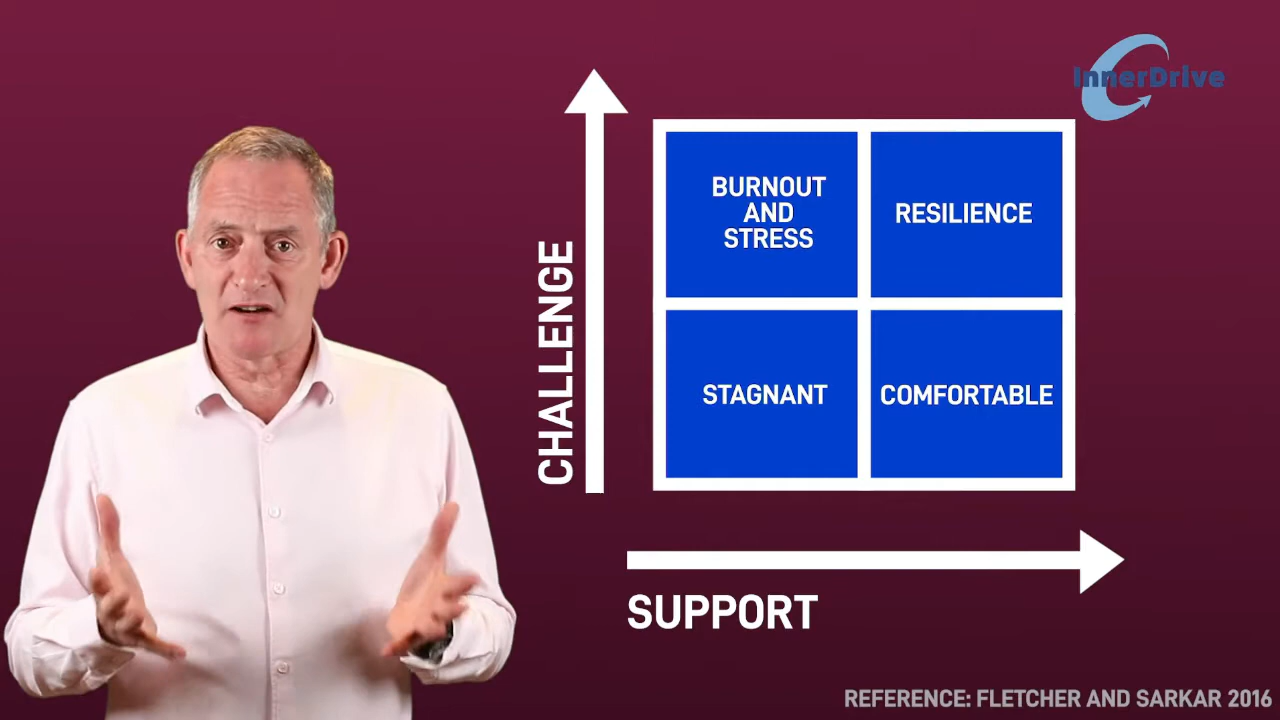 InnerDrive
BURNOUT
AND
STRESS
RESILIENCE
CHALLENGE
STAGNANT
COMFORTABLE
SUPPORT
REFERENCE: FLETCHER AND SARKAR 2016